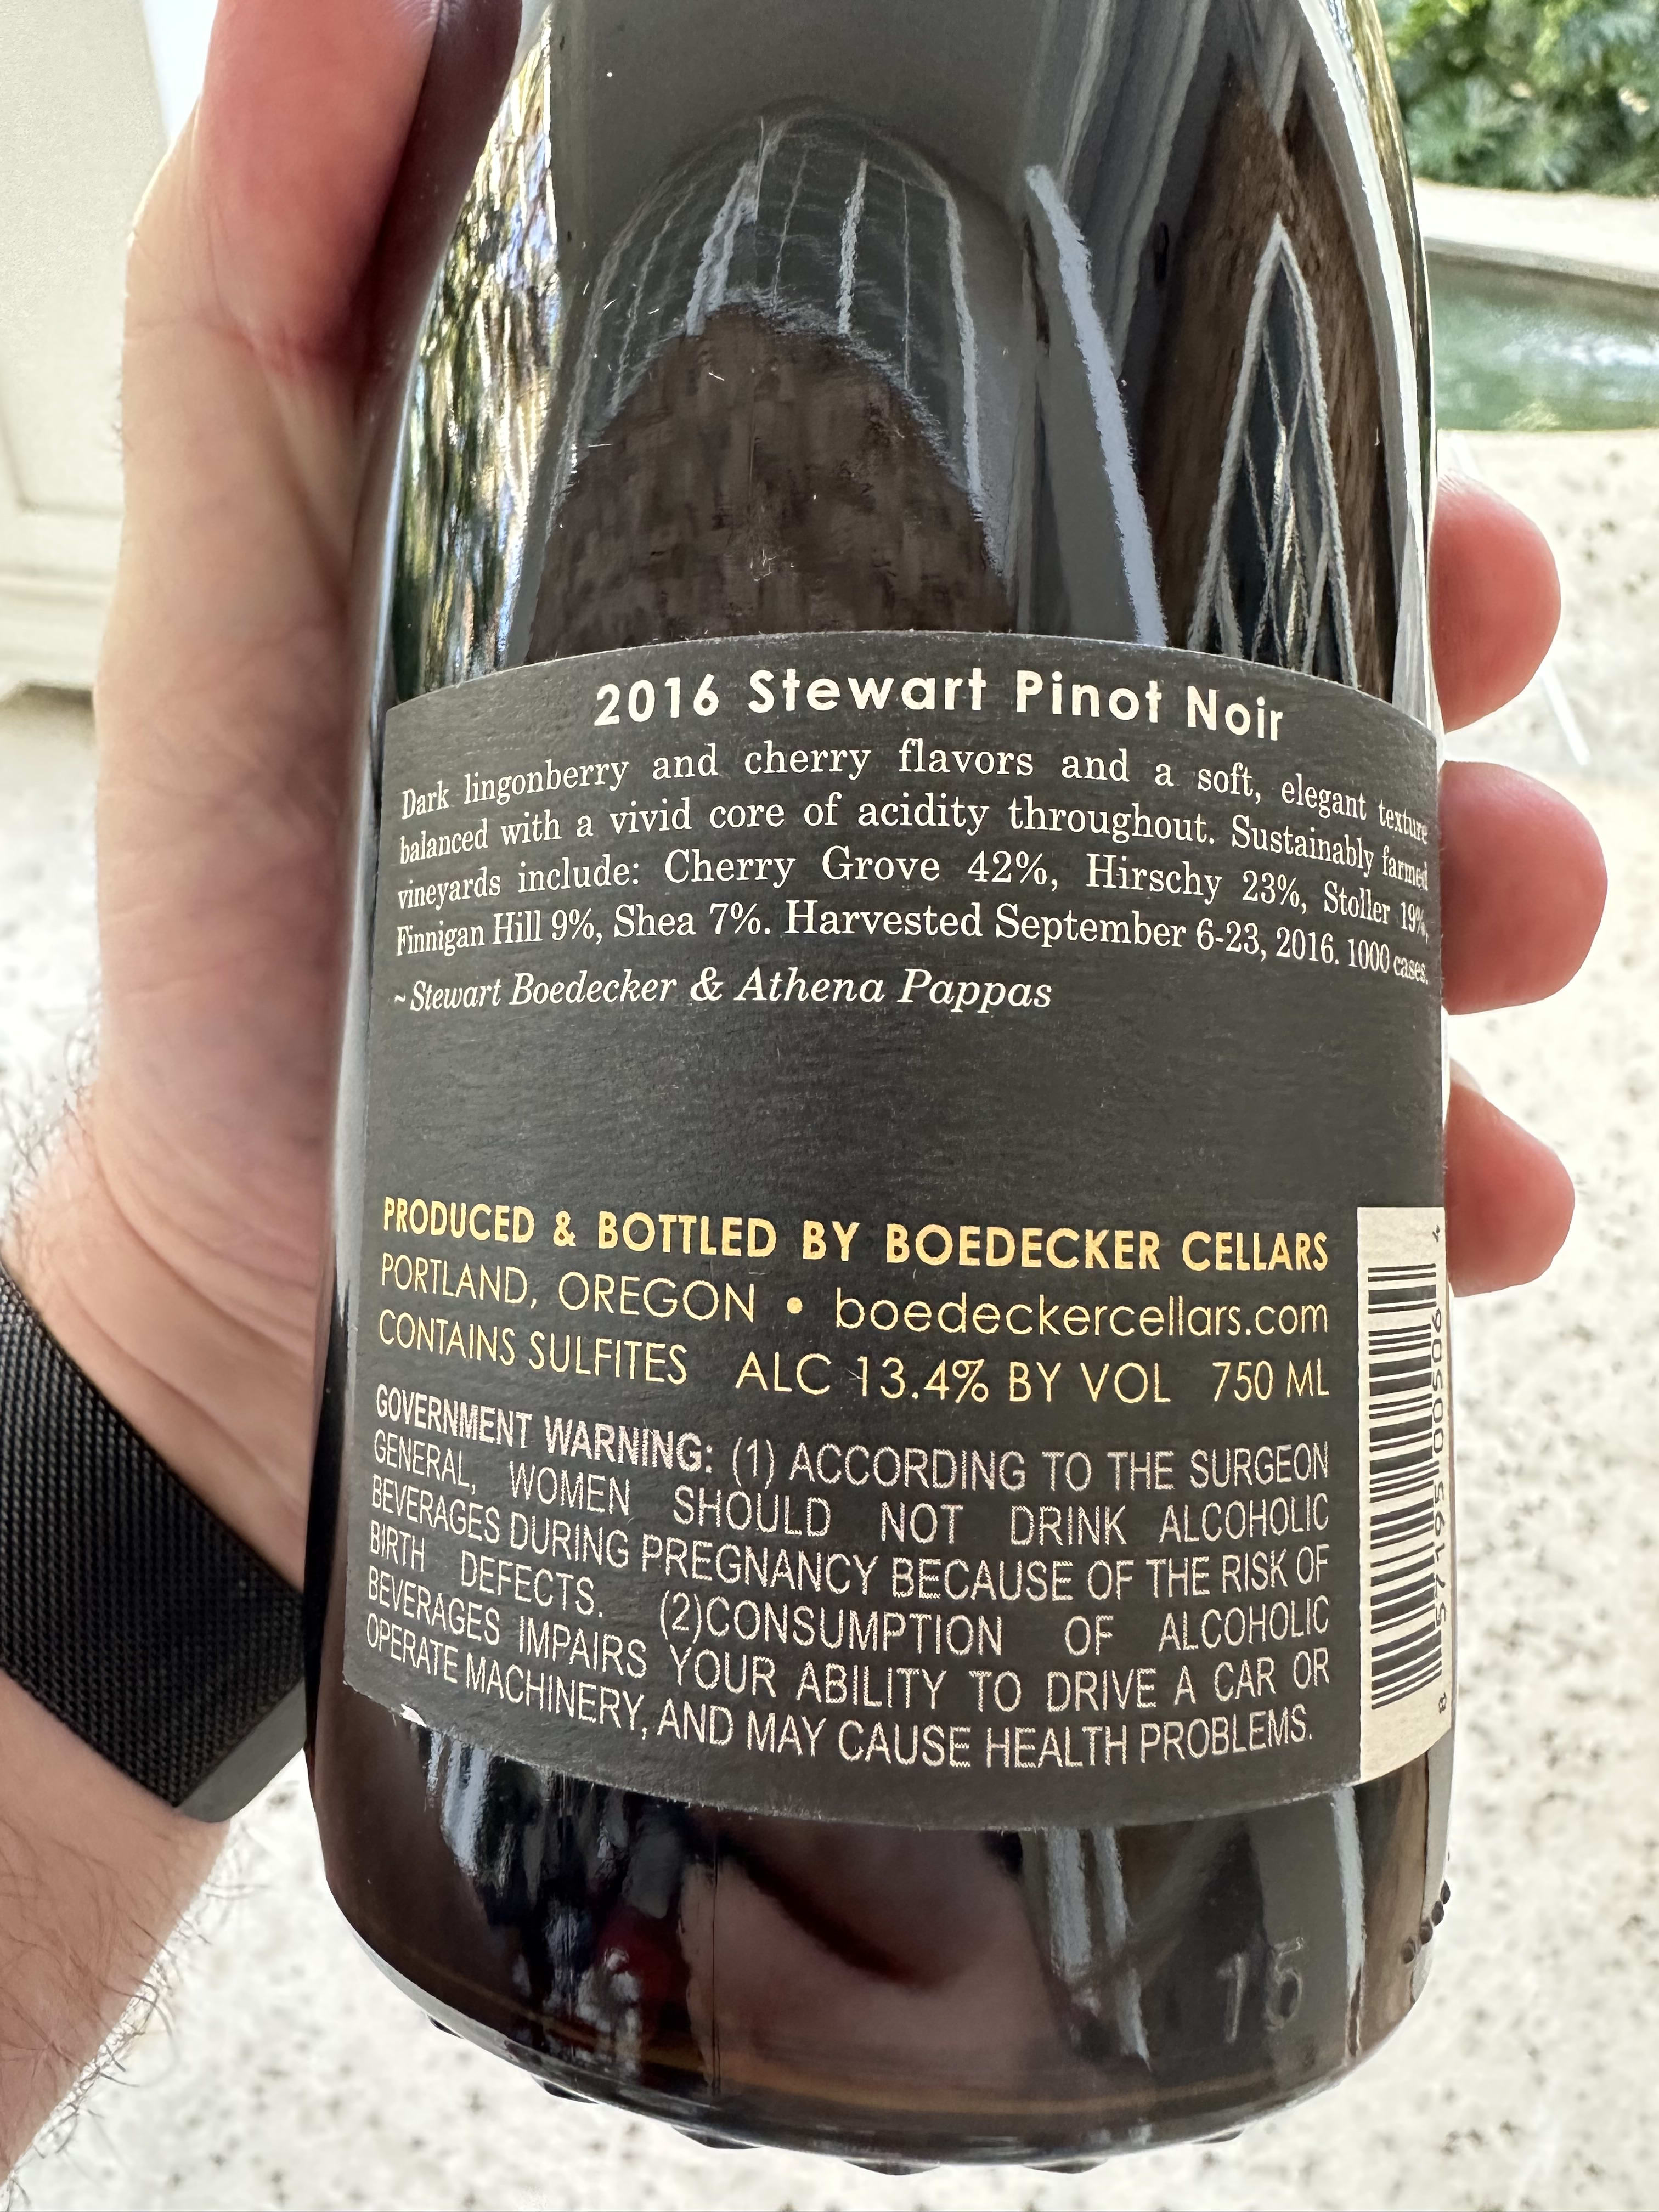 2016 Stewart Pinot Noir
Dark lingonberry and cherry flavors and a soft, elegant texture
balanced with a vivid core of acidity throughout. Sustainably farmed
vineyards include: Cherry Grove 42%, Hirschy 23%, Stoller 19%,
Finnigan Hill 9%, Shea 7%. Harvested September 6-23, 2016. 1000 cases.
~Stewart Boedecker & Athena Pappas
PRODUCED & BOTTLED BY BOEDECKER CELLARS
PORTLAND, OREGON • boedeckercellars.com
CONTAINS SULFITES ALC 13.4% BY VOL 750 ML
GOVERNMENT WARNING: (1) ACCORDING TO THE SURGEON
GENERAL, WOMEN SHOULD NOT DRINK ALCOHOLIC
BEVERAGES DURING PREGNANCY BECAUSE OF THE RISK OF
BIRTH DEFECTS. (2)CONSUMPTION OF ALCOHOLIC
BEVERAGES IMPAIRS YOUR ABILITY TO DRIVE A CAR OR
OPERATE MACHINERY, AND MAY CAUSE HEALTH PROBLEMS.
8 57195 00506 4
15